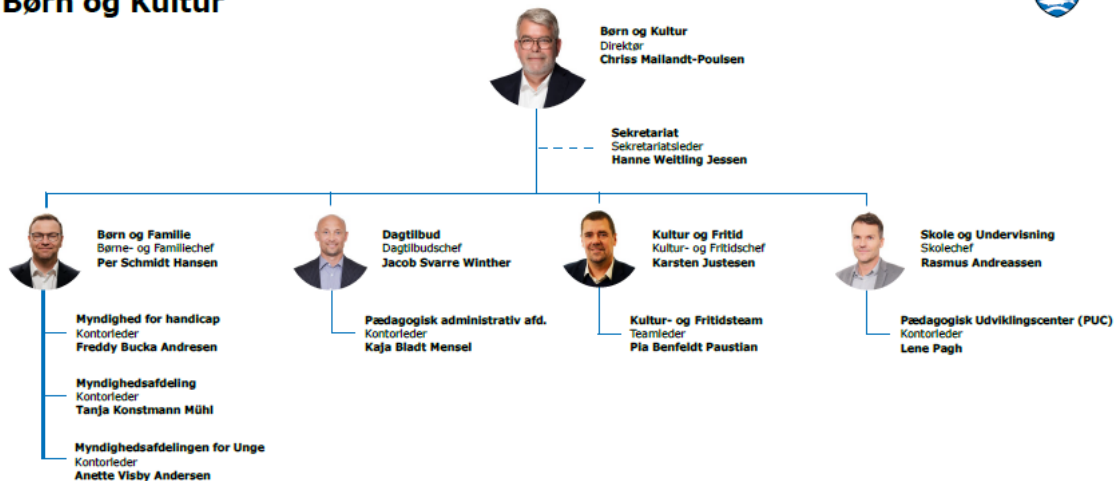 Børn og Kultur
Børn og Kultur
Direktør
Chriss Mailandt-Poulsen
Sekretariat
Sekretariatsleder
Hanne Weitling Jessen
Børn og Familie
Børne- og Familiechef
Per Schmidt Hansen
Dagtilbud
Dagtilbudschef
Jacob Svarre Winther
Kultur og Fritid
Kultur- og Fritidschef
Karsten Justesen
Skole og Undervisning
Skolechef
Rasmus Andreassen
Myndighed for handicap
Kontorleder
Freddy Bucka Andresen
Myndighedsafdeling
Kontorleder
Tanja Konstmann Mühl
Myndighedsafdelingen for Unge
Kontorleder
Anette Visby Andersen
Pædagogisk administrativ afd.
Kontorleder
Kaja Bladt Mensel
Kultur- og Fritidsteam
Teamleder
Pia Benfeldt Paustian
Pædagogisk Udviklingscenter (PUC)
Kontorleder
Lene Pagh